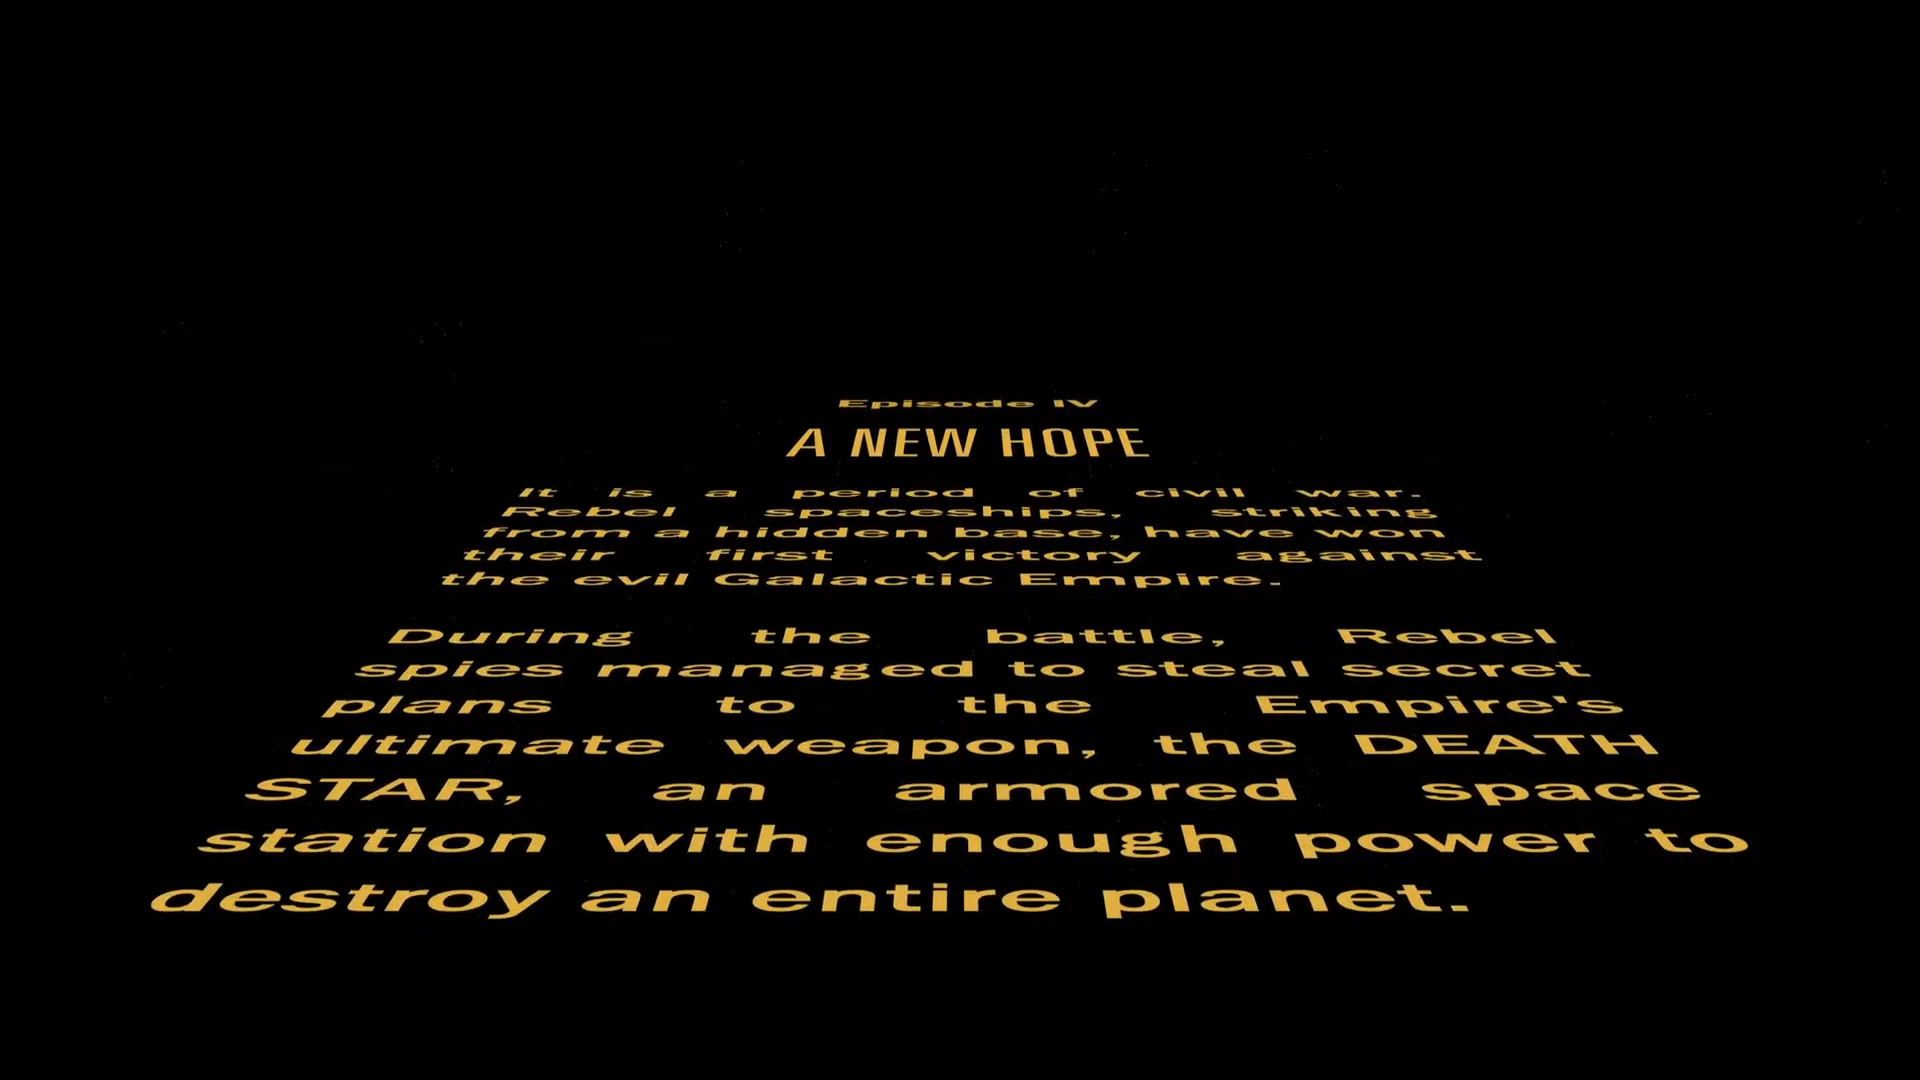 Episode IV
A NEW HOPE
It is a period of civil war.
Rebel spaceships, striking
from a hidden base, have won
their first victory against
the evil Galactic Empire.
During the battle, Rebel
spies managed to steal secret
plans to the Empire's
ultimate weapon, the DEATH
STAR, an armored space
station with enough power to
destroy an entire planet.